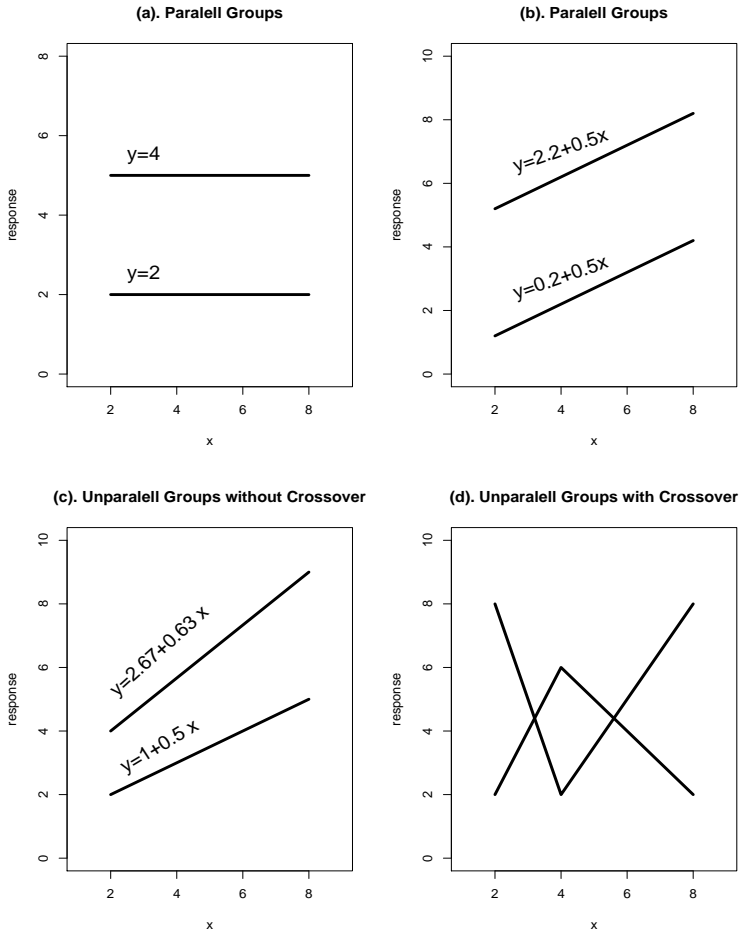 (a). Paralell Groups
response
0
2
4
6
8
y=4
y=2
2
4
6
8
x
(b). Paralell Groups
response
0
2
4
6
8
10
y=2.2+0.5x
y=0.2+0.5x
2
4
6
8
x
(c). Unparalell Groups without Crossover
response
0
2
4
6
8
10
y=2.67+0.63 x
y=1+0.5 x
2
4
6
8
x
(d). Unparalell Groups with Crossover
response
0
2
4
6
8
10
2
4
6
8
x